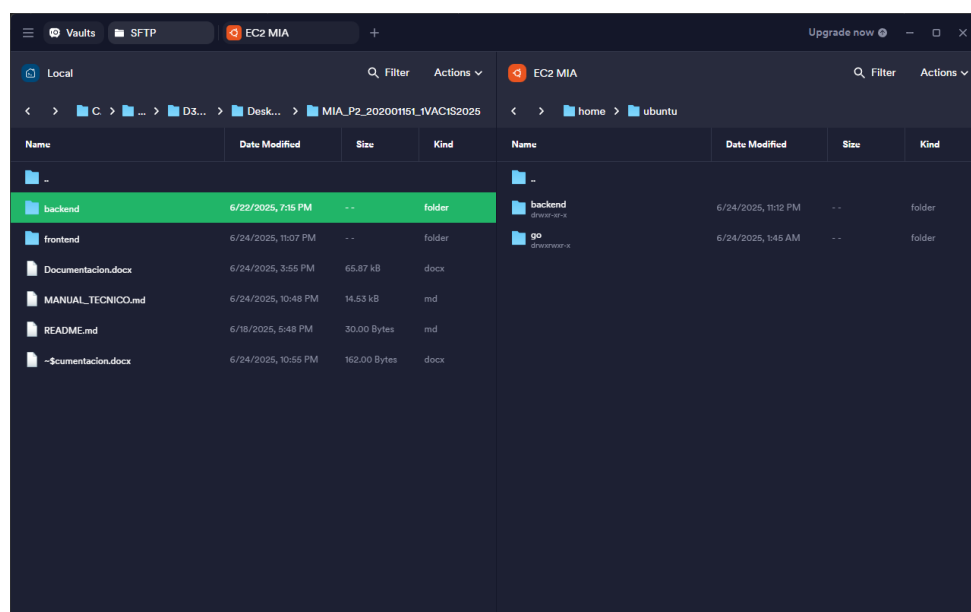 Vaults SFTP EC2 MIA + Upgrade now
Local Filter Actions
< > C. > ... > D3... > Desk... > MIA_P2_202001151_1VAC1S2025
Name Date Modified Size Kind
..
backend 6/22/2025, 7:15 PM -- folder
frontend 6/24/2025, 11:07 PM -- folder
Documentacion.docx 6/24/2025, 3:55 PM 65.87 kB docx
MANUAL_TECNICO.md 6/24/2025, 10:48 PM 14.53 kB md
README.md 6/18/2025, 5:48 PM 30.00 Bytes md
~$cumentacion.docx 6/24/2025, 10:55 PM 162.00 Bytes docx
EC2 MIA Filter Actions
< > home > ubuntu
Name Date Modified Size Kind
..
backend 6/24/2025, 11:12 PM -- folder
drwxr-xr-x
go 6/24/2025, 1:45 AM -- folder
drwxrwxr-x